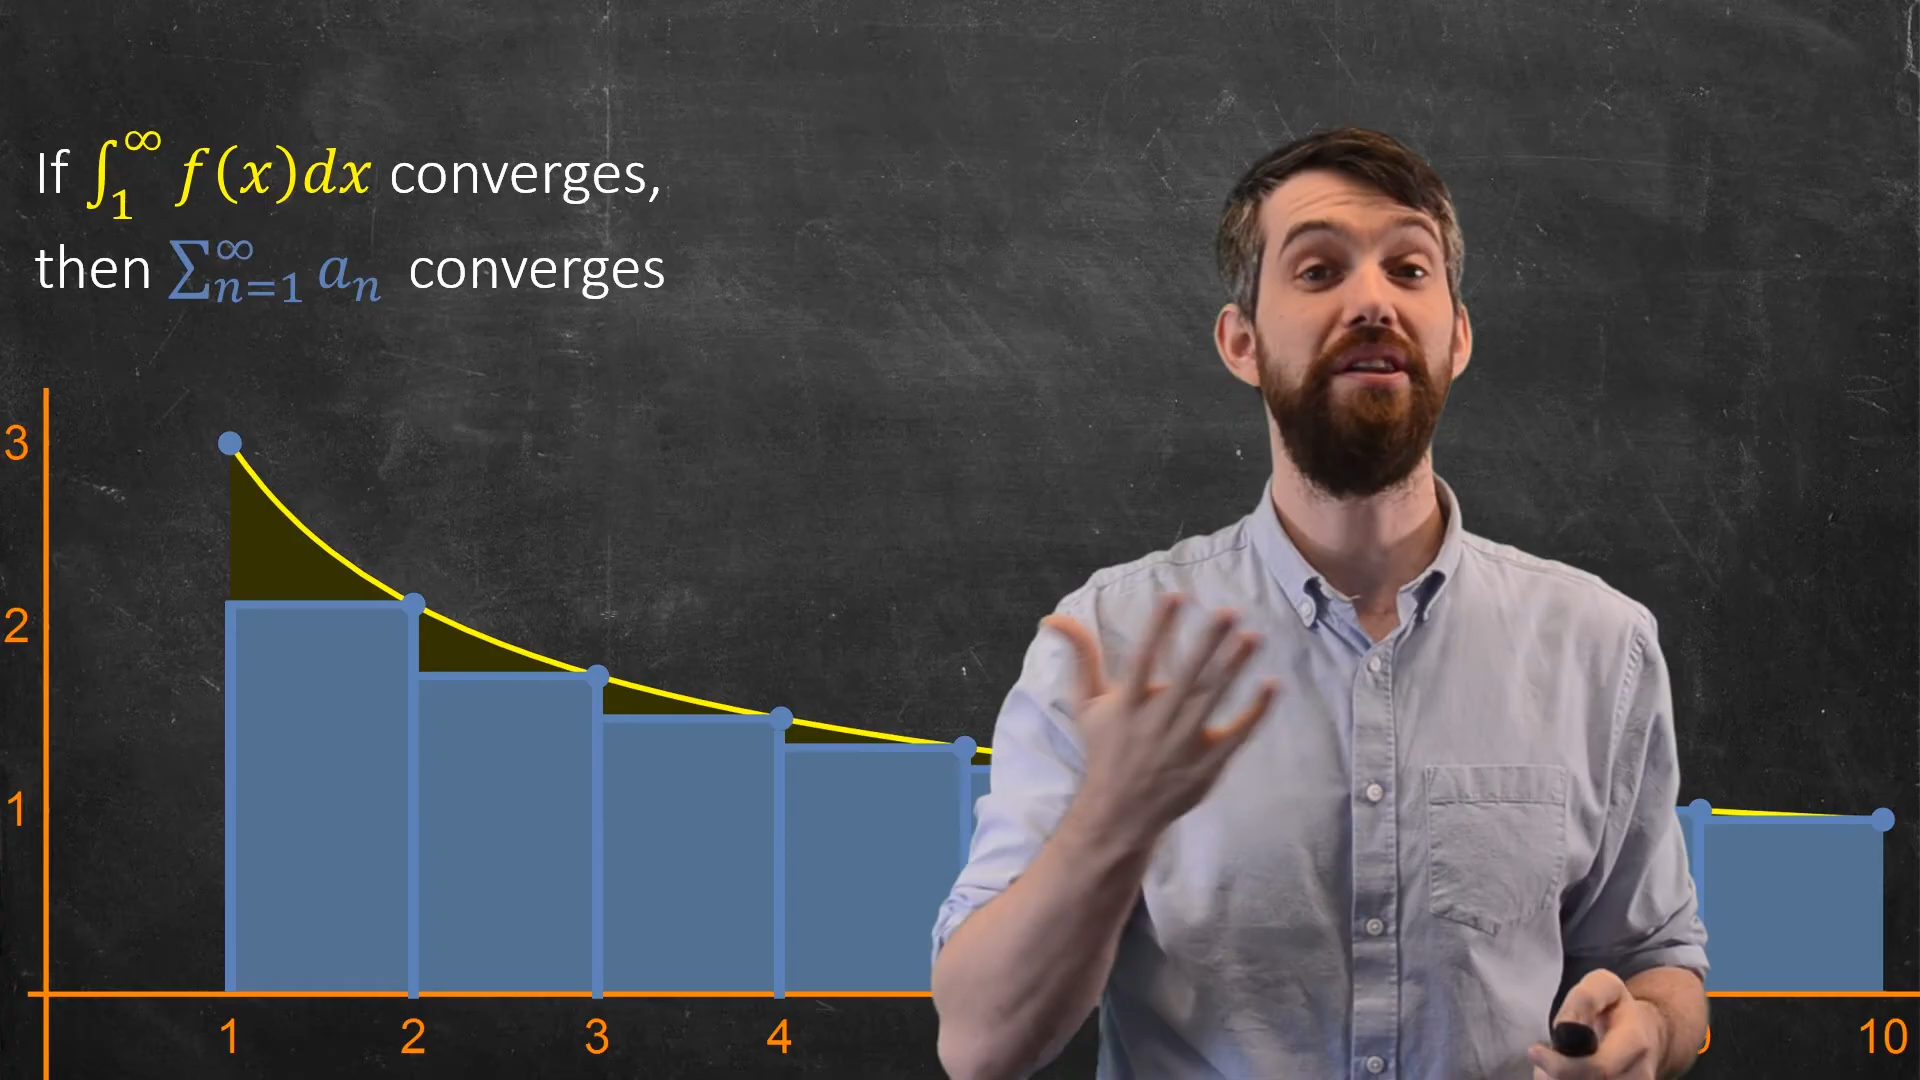 If ∫₁^∞ f(x)dx converges,
then ∑_{n=1}^∞ aₙ converges
3
2
1
1 2 3 4 10